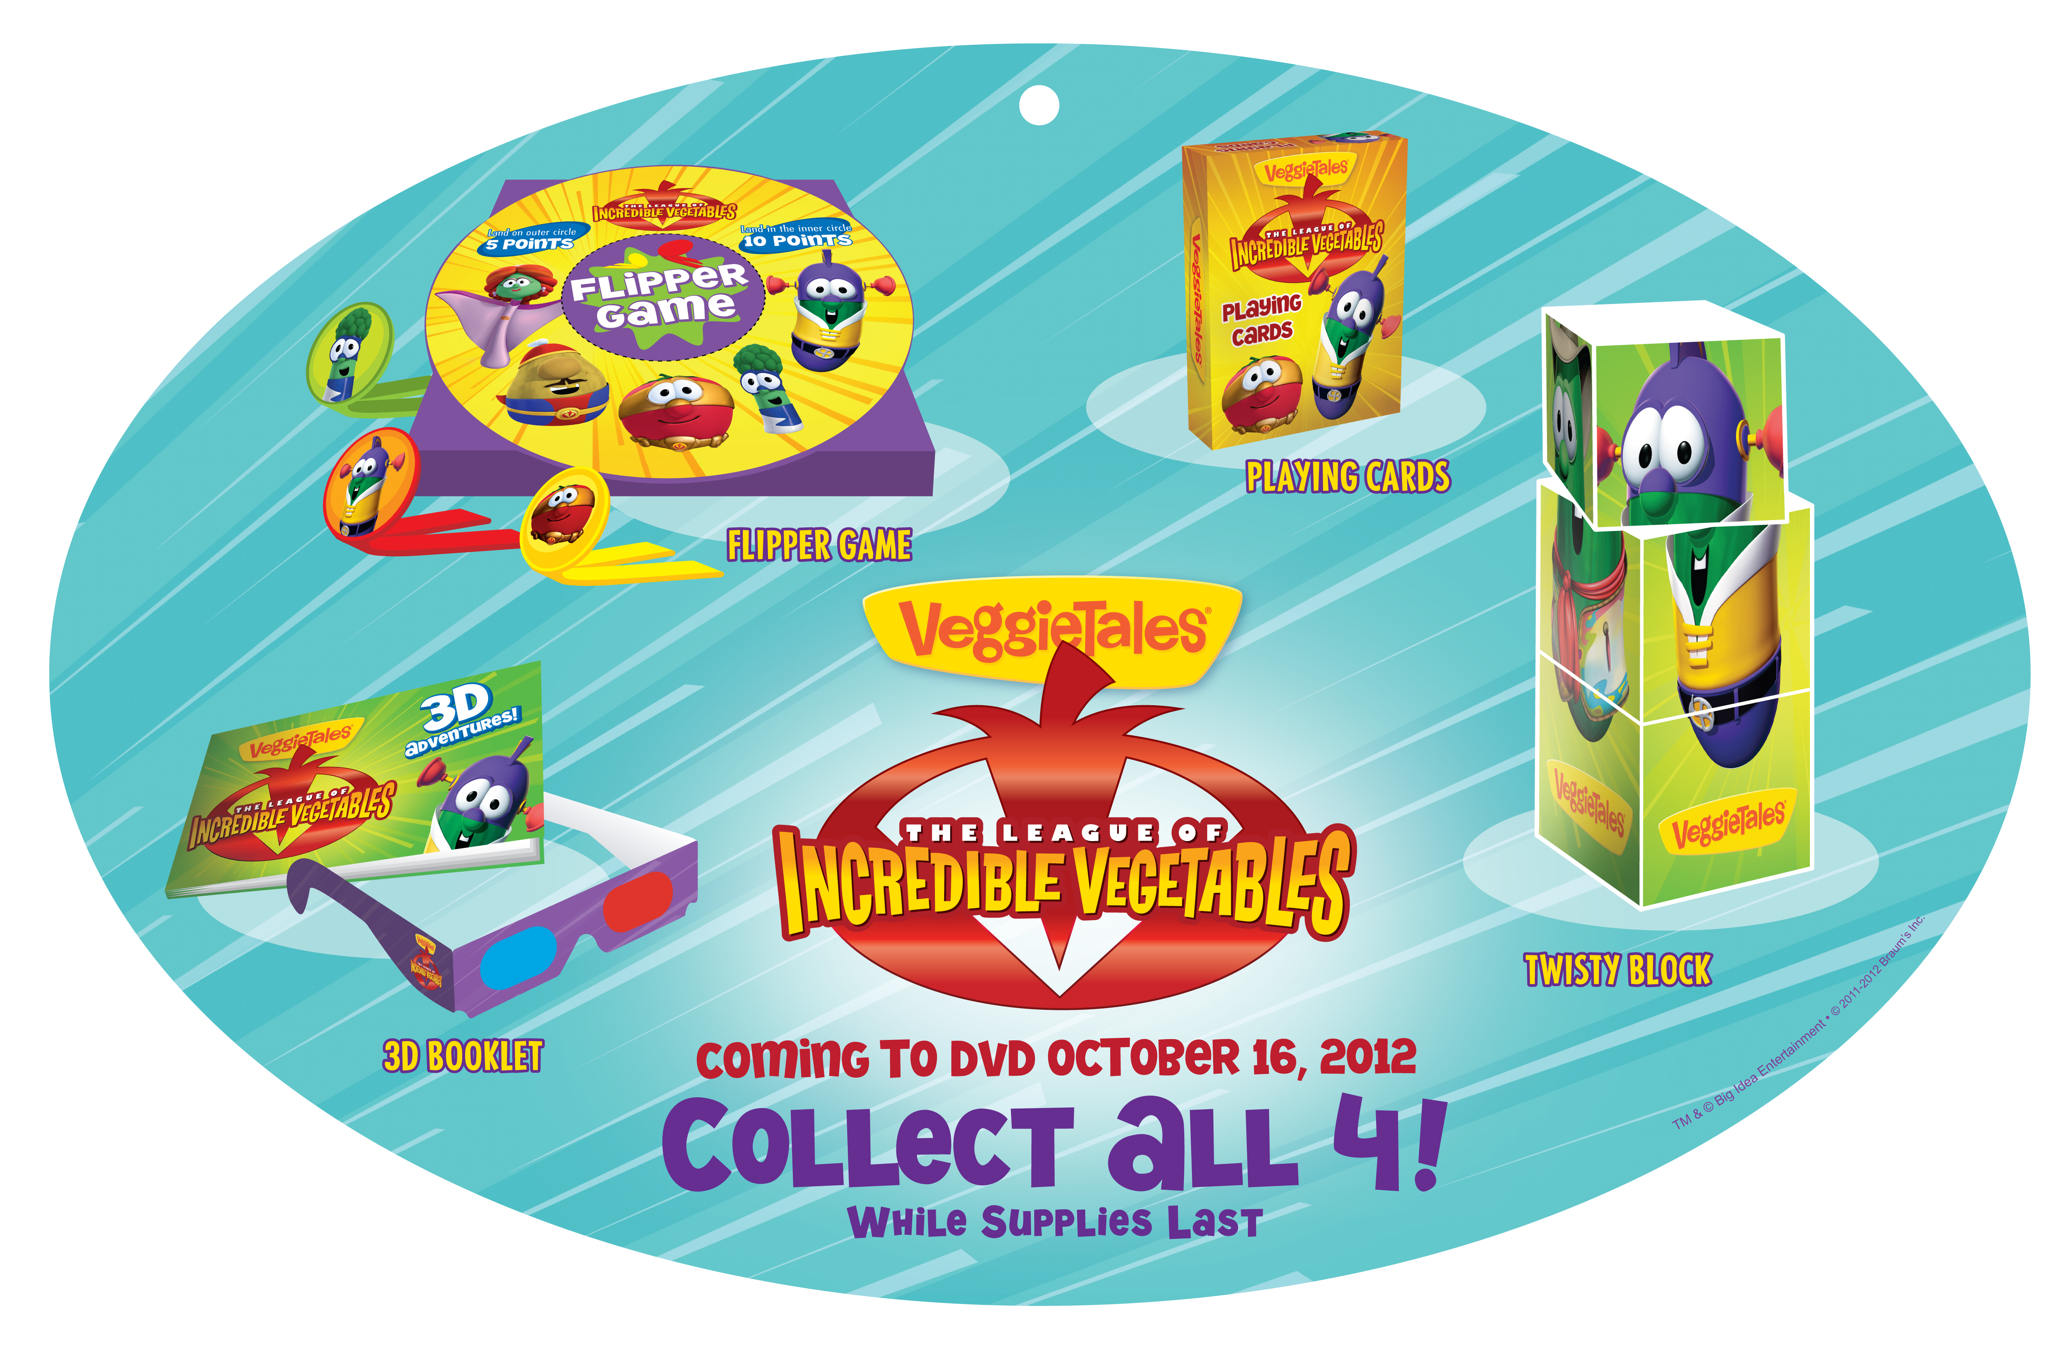 THE LEAGUE OF
INCREDIBLE VEGETABLES
Land on outer circle
5 POINTS
Land in the inner circle
10 POINTS
FLIPPER
GAME
FLIPPER GAME
VeggieTales
THE LEAGUE OF
INCREDIBLE VEGETABLES
PLAYING
CARDS
VeggieTales
PLAYING CARDS
VeggieTales®
THE LEAGUE OF
INCREDIBLE VEGETABLES
VeggieTales
THE LEAGUE OF
INCREDIBLE VEGETABLES
3D
ADVENTURES!
3D BOOKLET
VeggieTales
VeggieTales
TWISTY BLOCK
COMING TO DVD OCTOBER 16, 2012
COLLECT ALL 4!
WHILE SUPPLIES LAST
TM & © Big Idea Entertainment • © 2011-2012 Braum's Inc.